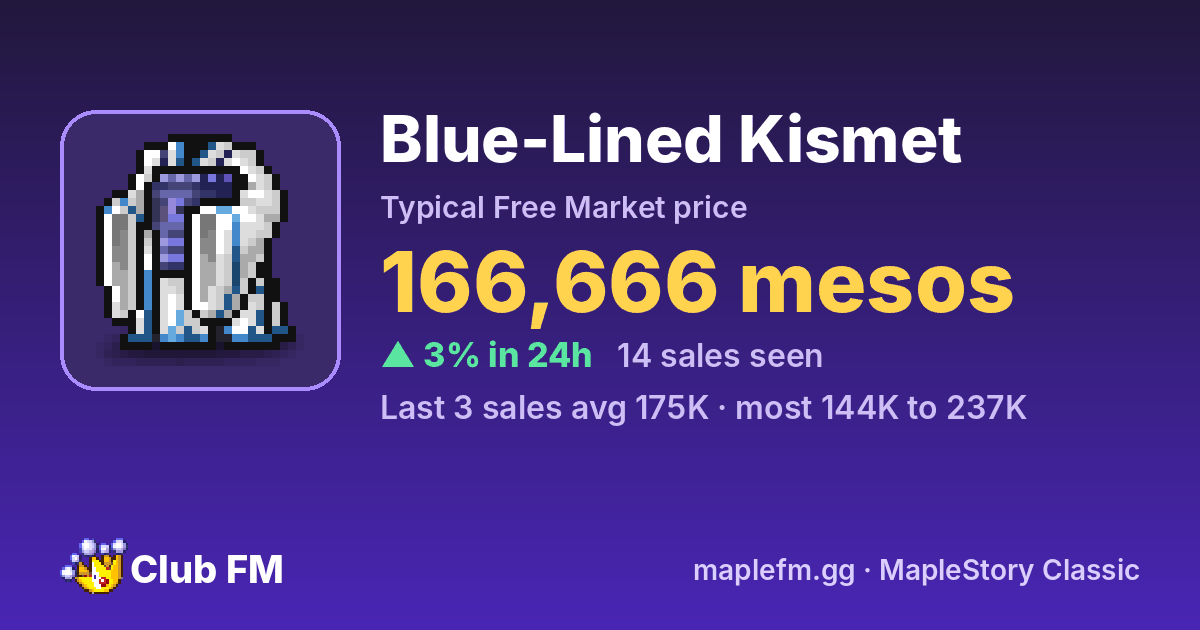 Blue-Lined Kismet
Typical Free Market price
166,666 mesos
▲ 3% in 24h 14 sales seen
Last 3 sales avg 175K · most 144K to 237K
Club FM
maplefm.gg · MapleStory Classic